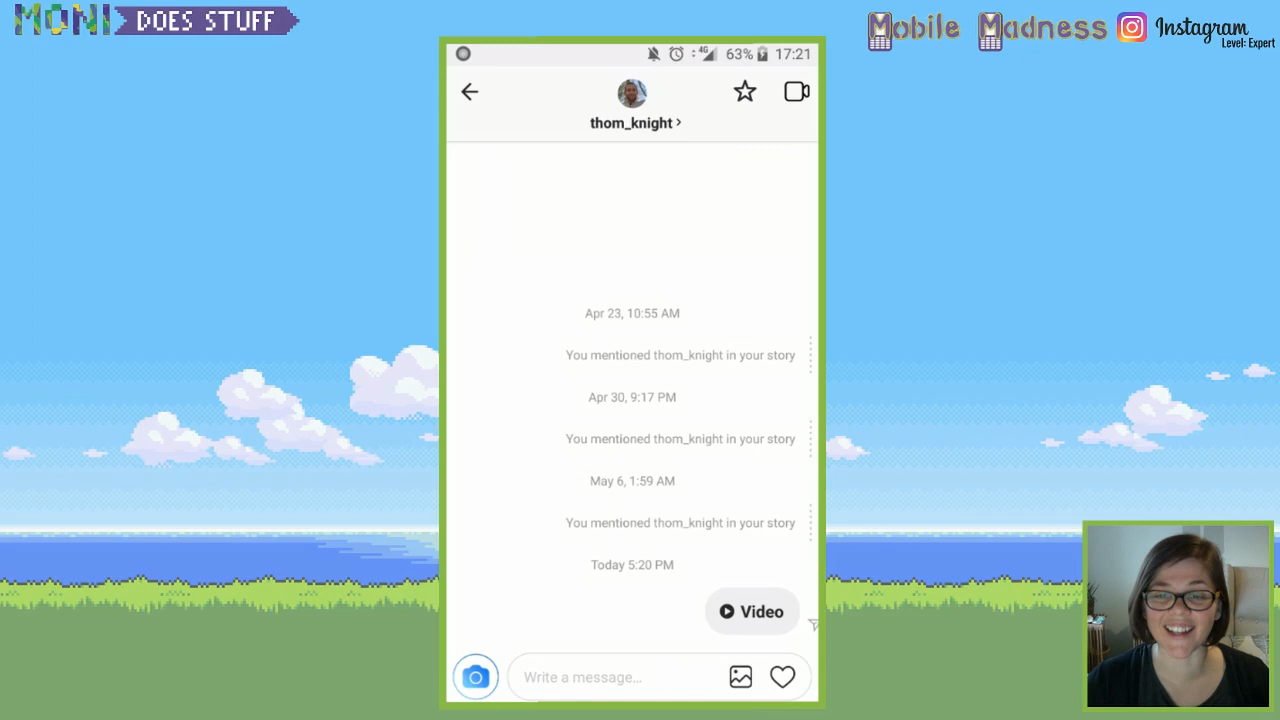 MONI DOES STUFF
Mobile Madness Instagram
Level: Expert
4G 63% 17:21
thom_knight >
Apr 23, 10:55 AM
You mentioned thom_knight in your story
Apr 30, 9:17 PM
You mentioned thom_knight in your story
May 6, 1:59 AM
You mentioned thom_knight in your story
Today 5:20 PM
Video
Write a message...